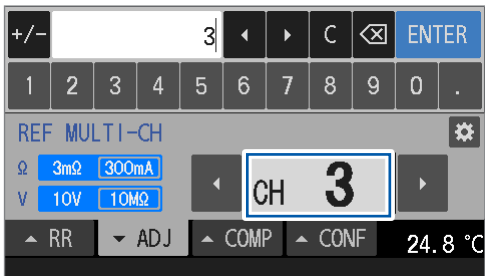 +/- 3 C ENTER
1 2 3 4 5 6 7 8 9 0 .
REF MULTI-CH
Ω 3mΩ 300mA
V 10V 10MΩ
CH 3
RR ADJ COMP CONF 24.8 °C